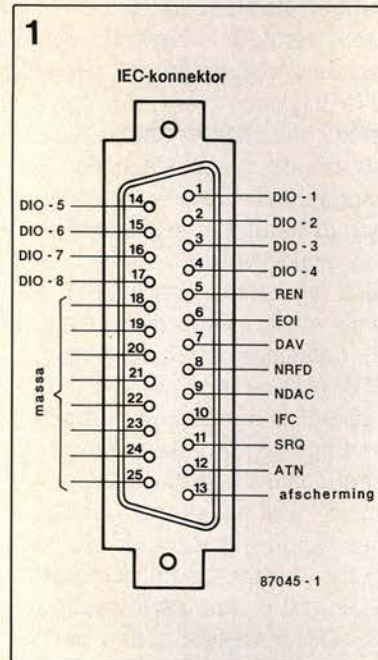 1
IEC-konnektor
DIO - 5 14 1 DIO - 1
DIO - 6 15 2 DIO - 2
DIO - 7 16 3 DIO - 3
DIO - 8 17 4 DIO - 4
18 5 REN
19 6 EOI
20 7 DAV
21 8 NRFD
22 9 NDAC
23 10 IFC
24 11 SRQ
25 12 ATN
13 afscherming
massa
87045 - 1